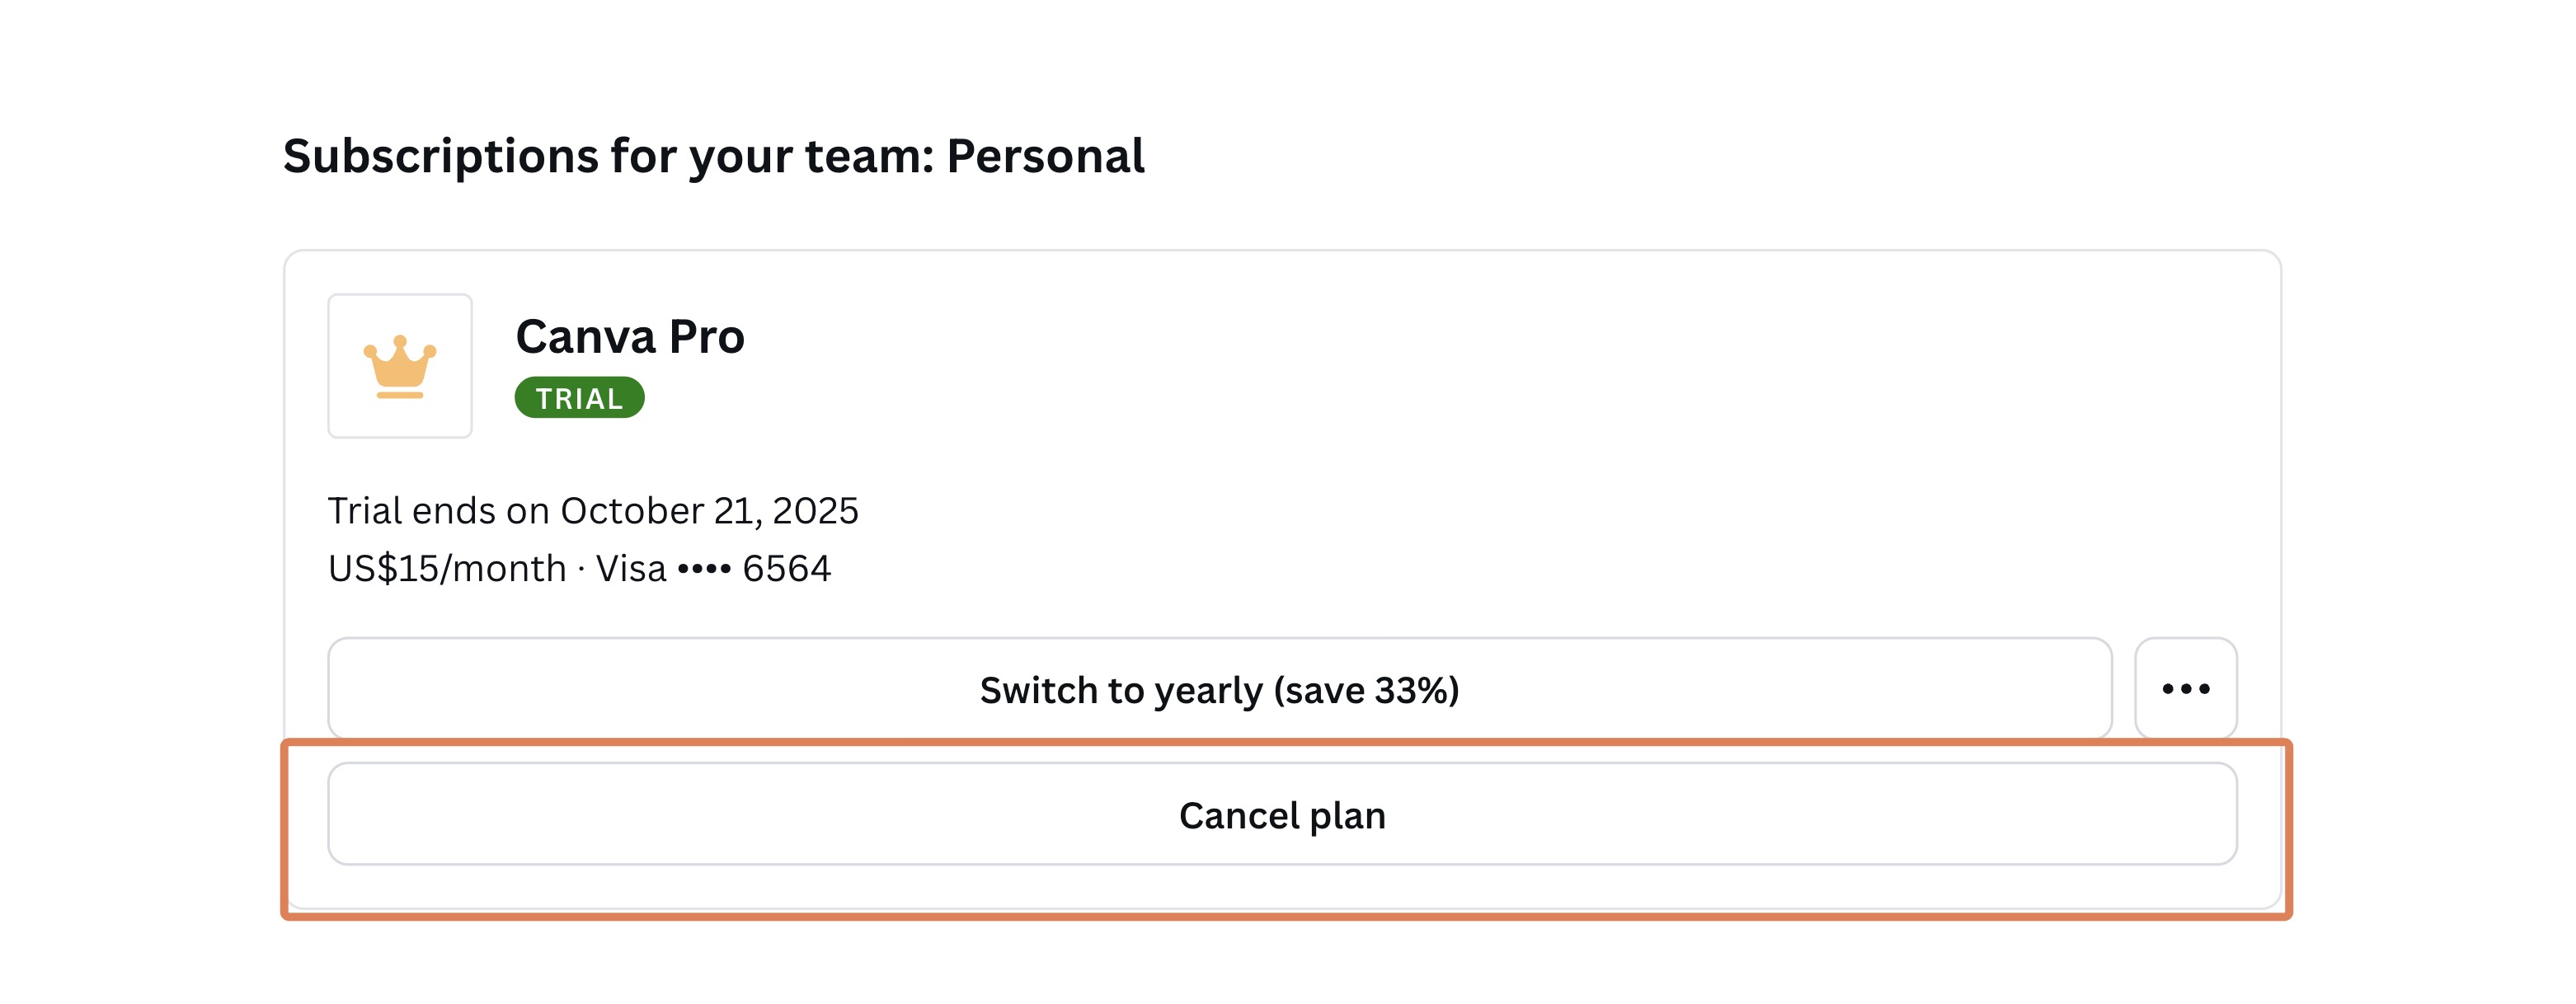 Subscriptions for your team: Personal
Canva Pro
TRIAL
Trial ends on October 21, 2025
US$15/month · Visa •••• 6564
Switch to yearly (save 33%)
Cancel plan